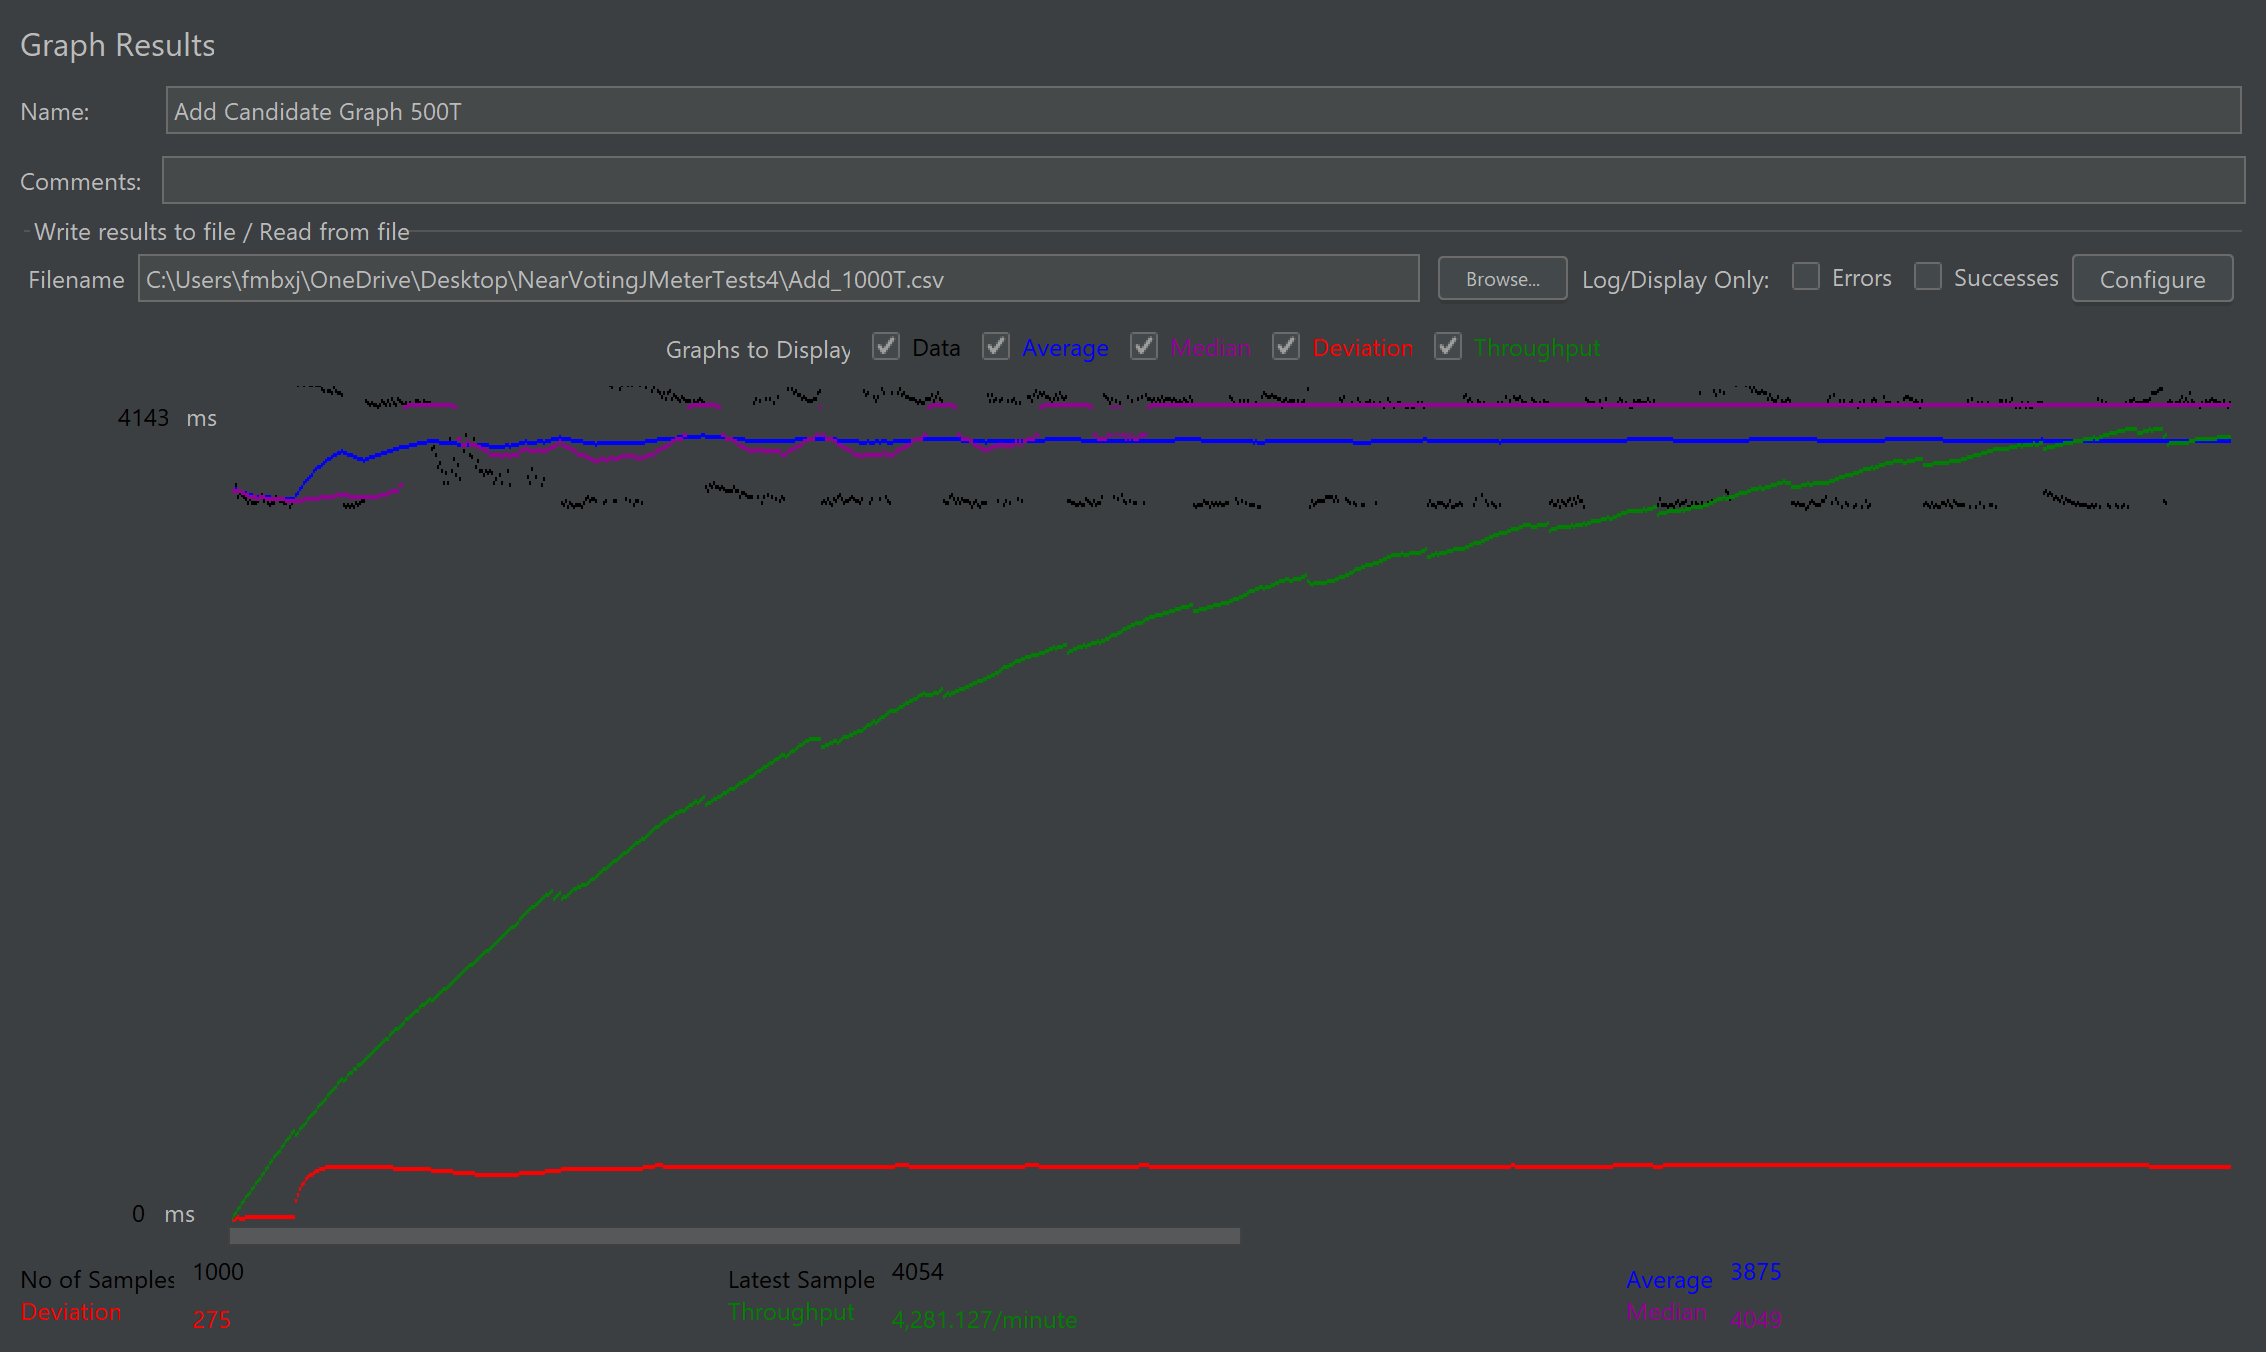 Graph Results
Name: Add Candidate Graph 500T
Comments:
Write results to file / Read from file
Filename C:\Users\fmbxj\OneDrive\Desktop\NearVotingJMeterTests4\Add_1000T.csv Browse... Log/Display Only: Errors Successes Configure
Graphs to Display Data Average Median Deviation Throughput
4143 ms
0 ms
No of Samples 1000 Latest Sample 4054 Average 3875
Deviation 275 Throughput 4,281.127/minute Median 4049